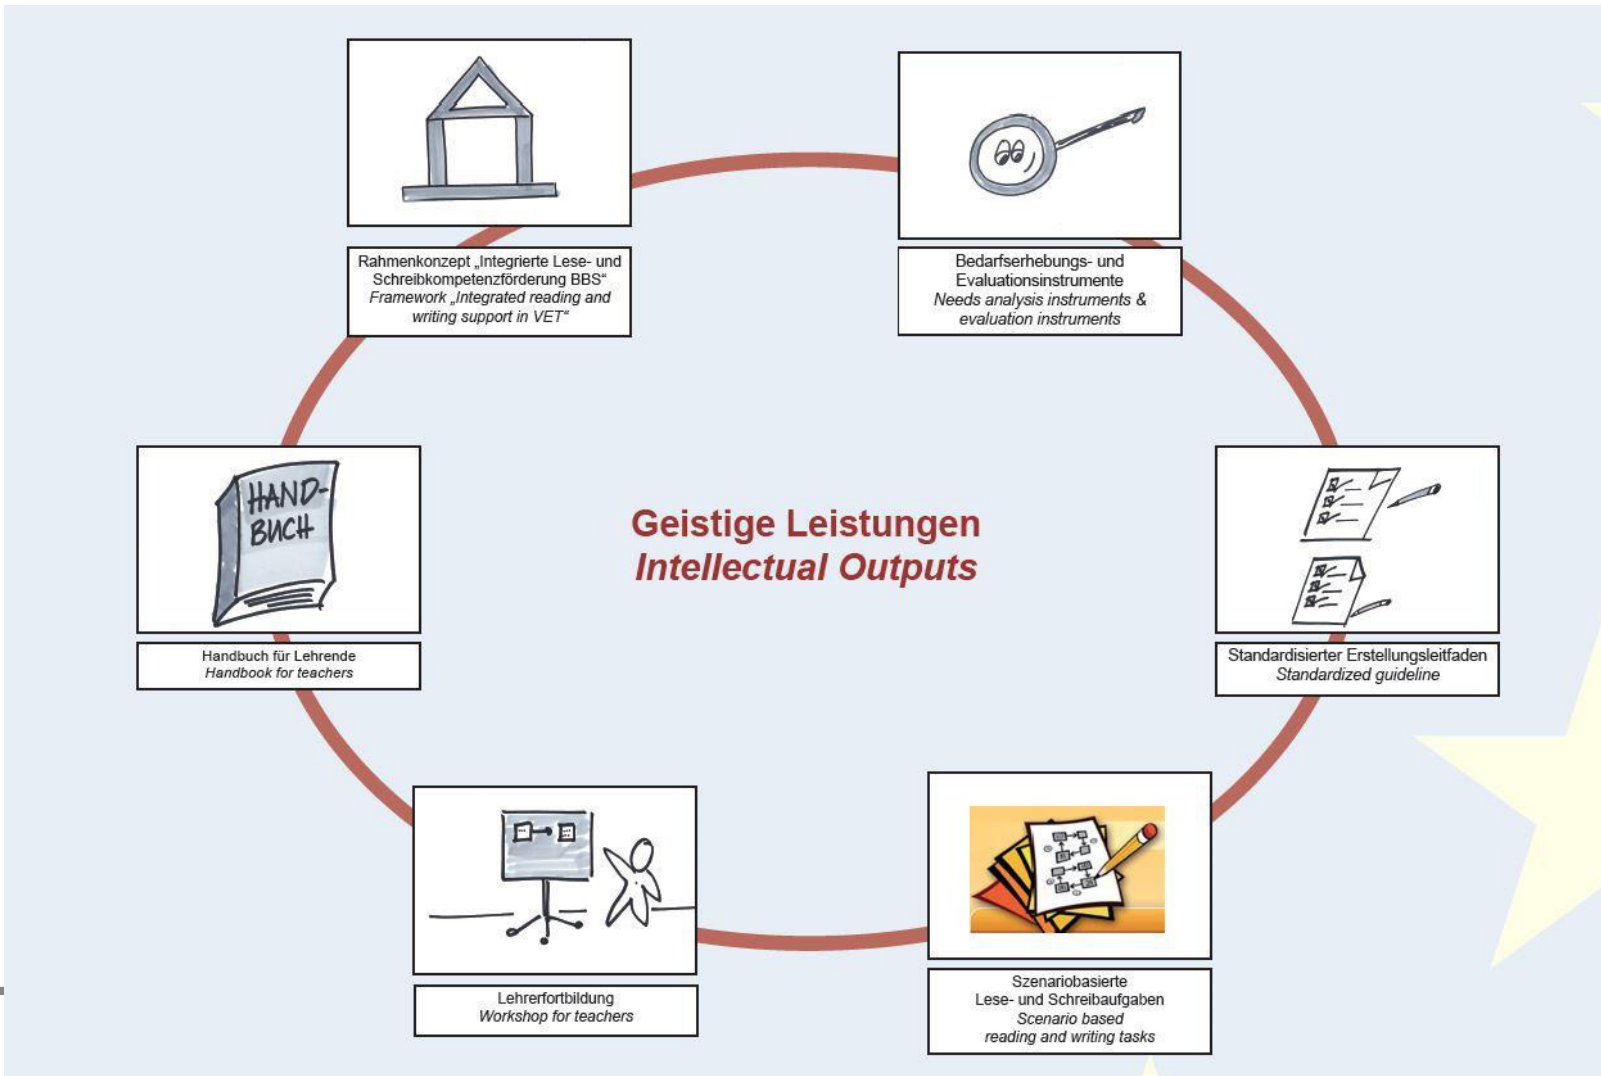 Rahmenkonzept „Integrierte Lese- und
Schreibkompetenzförderung BBS“
Framework „Integrated reading and
writing support in VET“
Bedarfserhebungs- und
Evaluationsinstrumente
Needs analysis instruments &
evaluation instruments
HAND-
BUCH
Handbuch für Lehrende
Handbook for teachers
Geistige Leistungen
Intellectual Outputs
Standardisierter Erstellungsleitfaden
Standardized guideline
Lehrerfortbildung
Workshop for teachers
Szenariobasierte
Lese- und Schreibaufgaben
Scenario based
reading and writing tasks